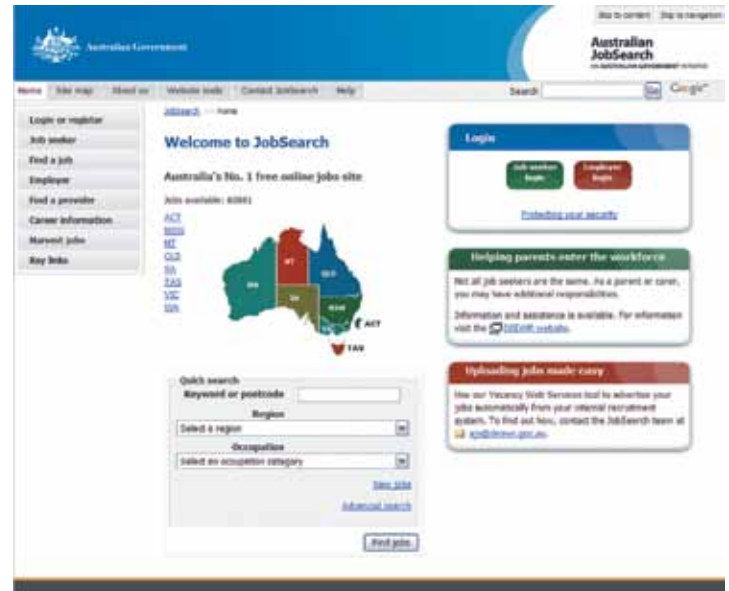 Skip to content Skip to navigation
Australian Government
Australian
JobSearch
AN AUSTRALIAN GOVERNMENT
Home Site map About us Website tools Contact JobSearch Help
Search Go Google™
Login or register
Job seeker
Find a job
Employer
Find a provider
Career information
Harvest jobs
Key links
JobSearch Home
Welcome to JobSearch
Australia's No. 1 free online jobs site
Jobs available:
ACT
NSW
NT
QLD
SA
TAS
VIC
WA
NT
QLD
WA
SA
NSW
ACT
TAS
Quick search
Keyword or postcode
Region
Select a region
Occupation
Select an occupation category
New jobs
Advanced search
Find jobs
Login
Job seeker login
Employer login
Protecting your security
Helping parents enter the workforce
Not all job seekers are the same. As a parent or carer,
you may have additional responsibilities.
Information and assistance is available. For information
visit the DEEWR website.
Uploading jobs made easy
Use our Vacancy Web Services tool to advertise your
jobs automatically from your internal recruitment
system. To find out how, contact the JobSearch team at